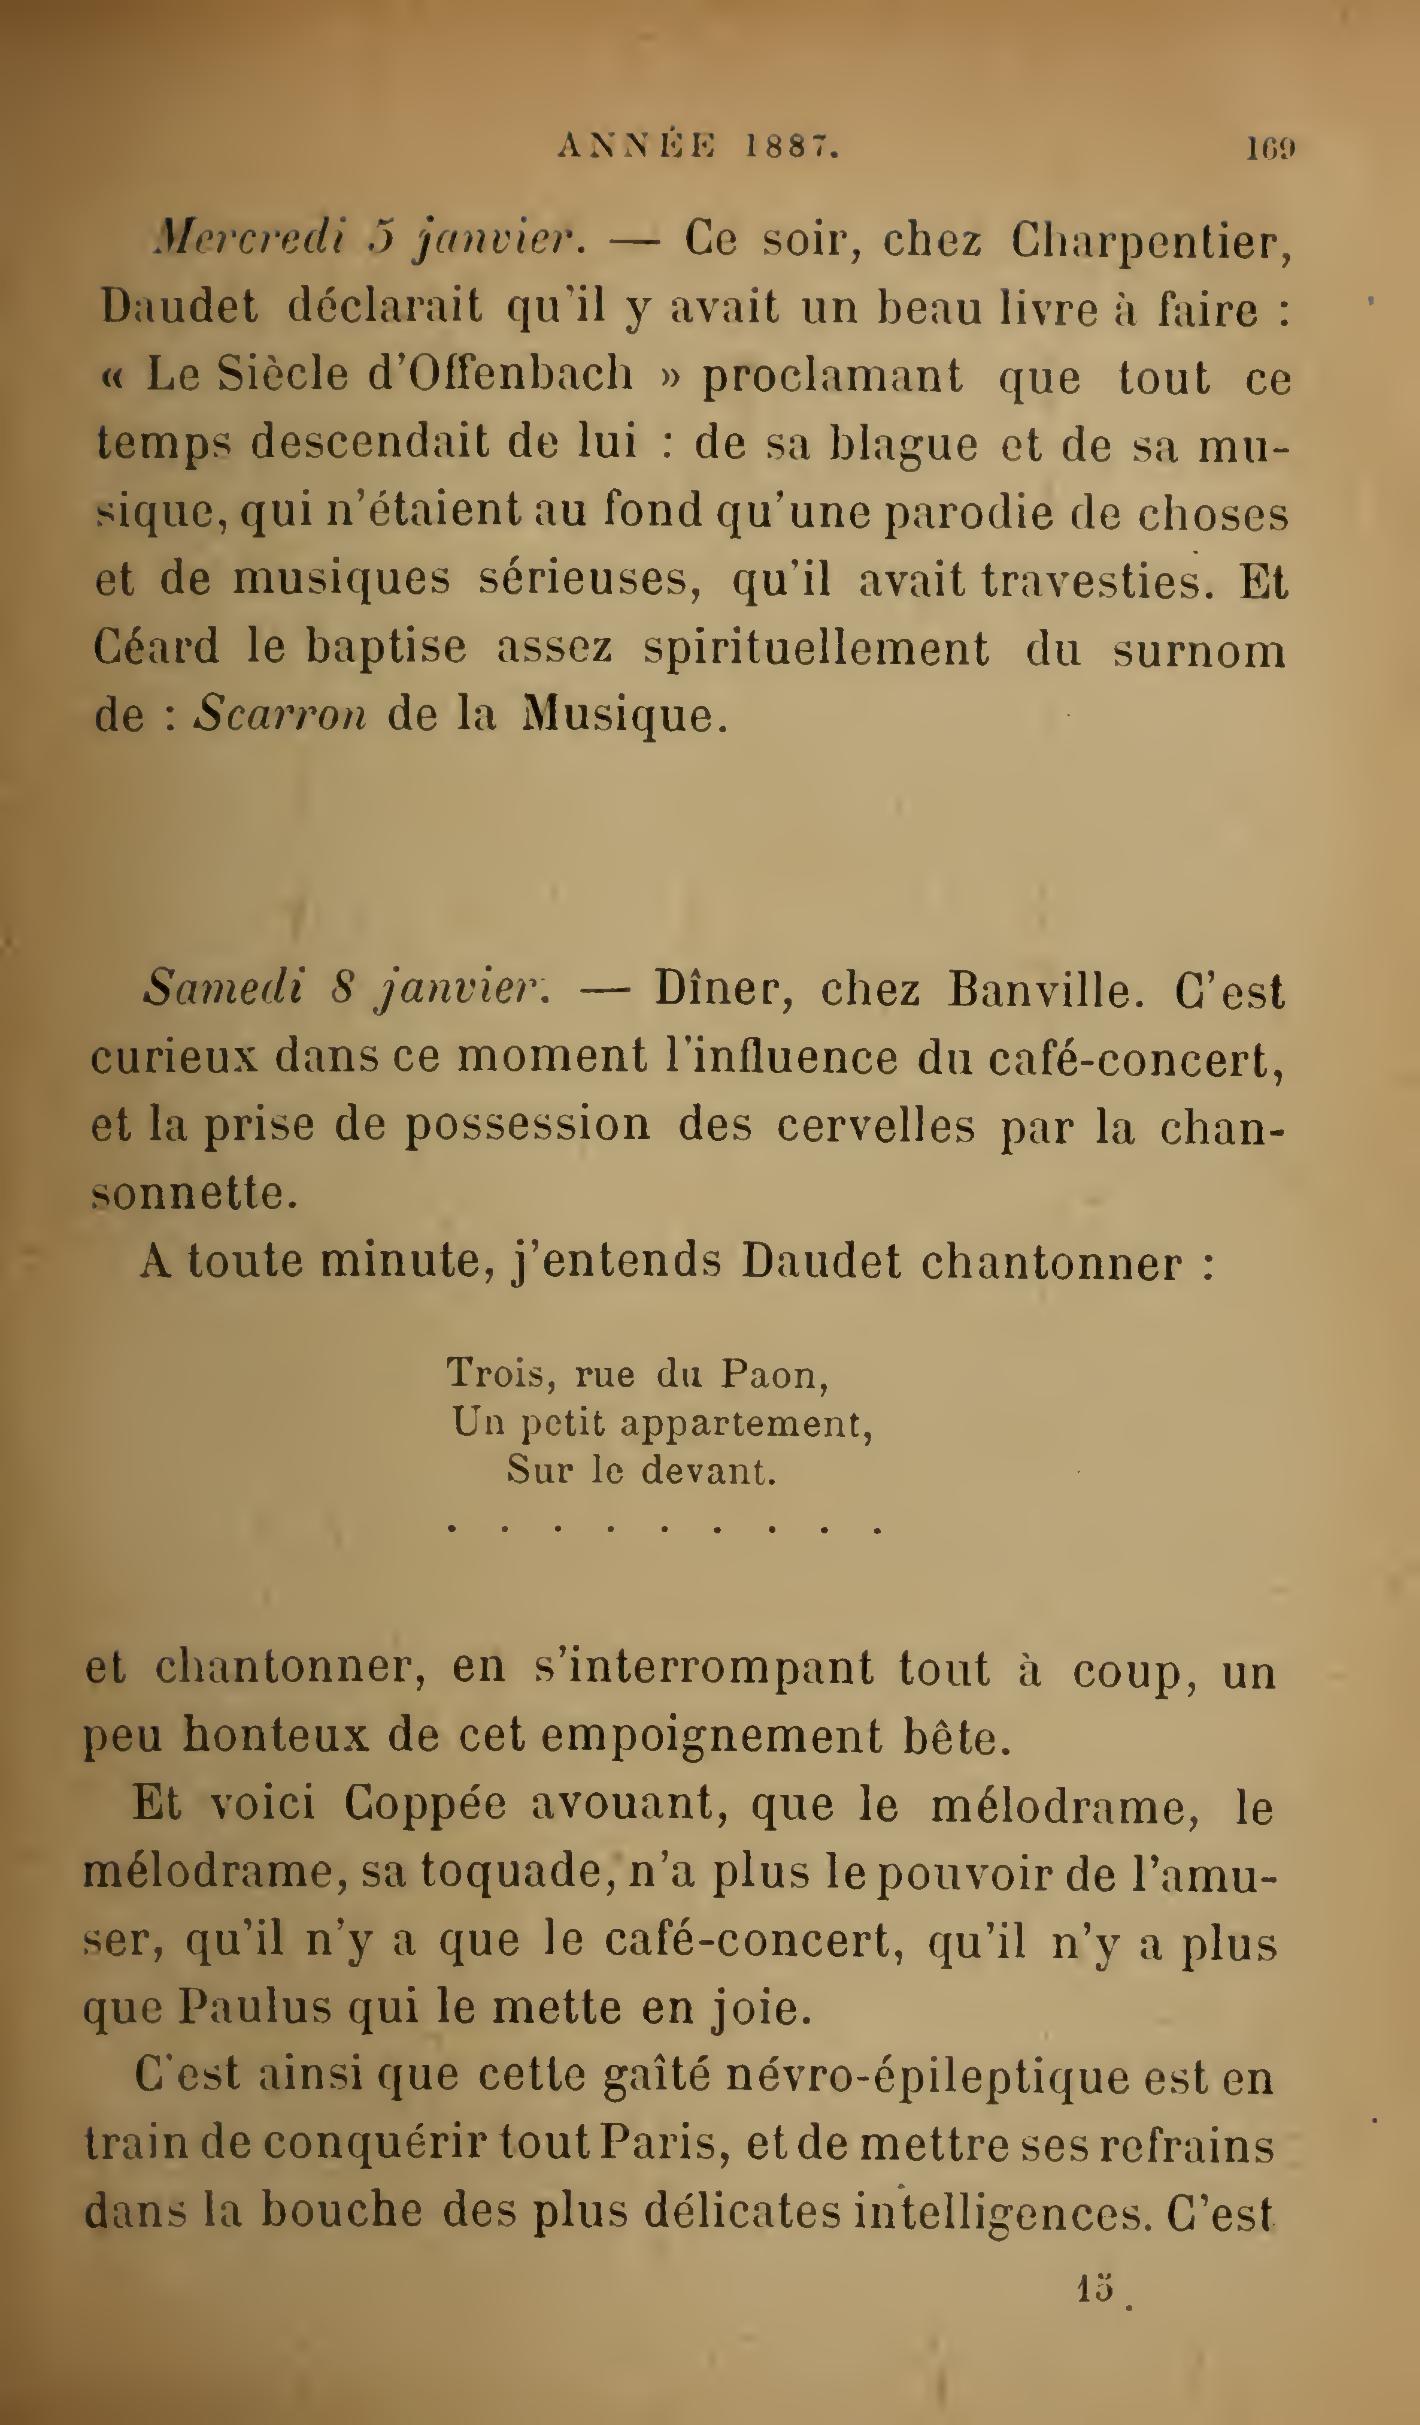 ANNÉE 1887. 169
Mercredi 5 janvier. — Ce soir, chez Charpentier,
Daudet déclarait qu'il y avait un beau livre à faire :
« Le Siècle d'Offenbach » proclamant que tout ce
temps descendait de lui : de sa blague et de sa mu-
sique, qui n'étaient au fond qu'une parodie de choses
et de musiques sérieuses, qu'il avait travesties. Et
Céard le baptise assez spirituellement du surnom
de : Scarron de la Musique.
Samedi 8 janvier. — Dîner, chez Banville. C'est
curieux dans ce moment l'influence du café-concert,
et la prise de possession des cervelles par la chan-
sonnette.
A toute minute, j'entends Daudet chantonner :
Trois, rue du Paon,
Un petit appartement,
Sur le devant.
. . . . . . . . .
et chantonner, en s'interrompant tout à coup, un
peu honteux de cet empoignement bête.
Et voici Coppée avouant, que le mélodrame, le
mélodrame, sa toquade, n'a plus le pouvoir de l'amu-
ser, qu'il n'y a que le café-concert, qu'il n'y a plus
que Paulus qui le mette en joie.
C'est ainsi que cette gaîté névro-épileptique est en
train de conquérir tout Paris, et de mettre ses refrains
dans la bouche des plus délicates intelligences. C'est
15.